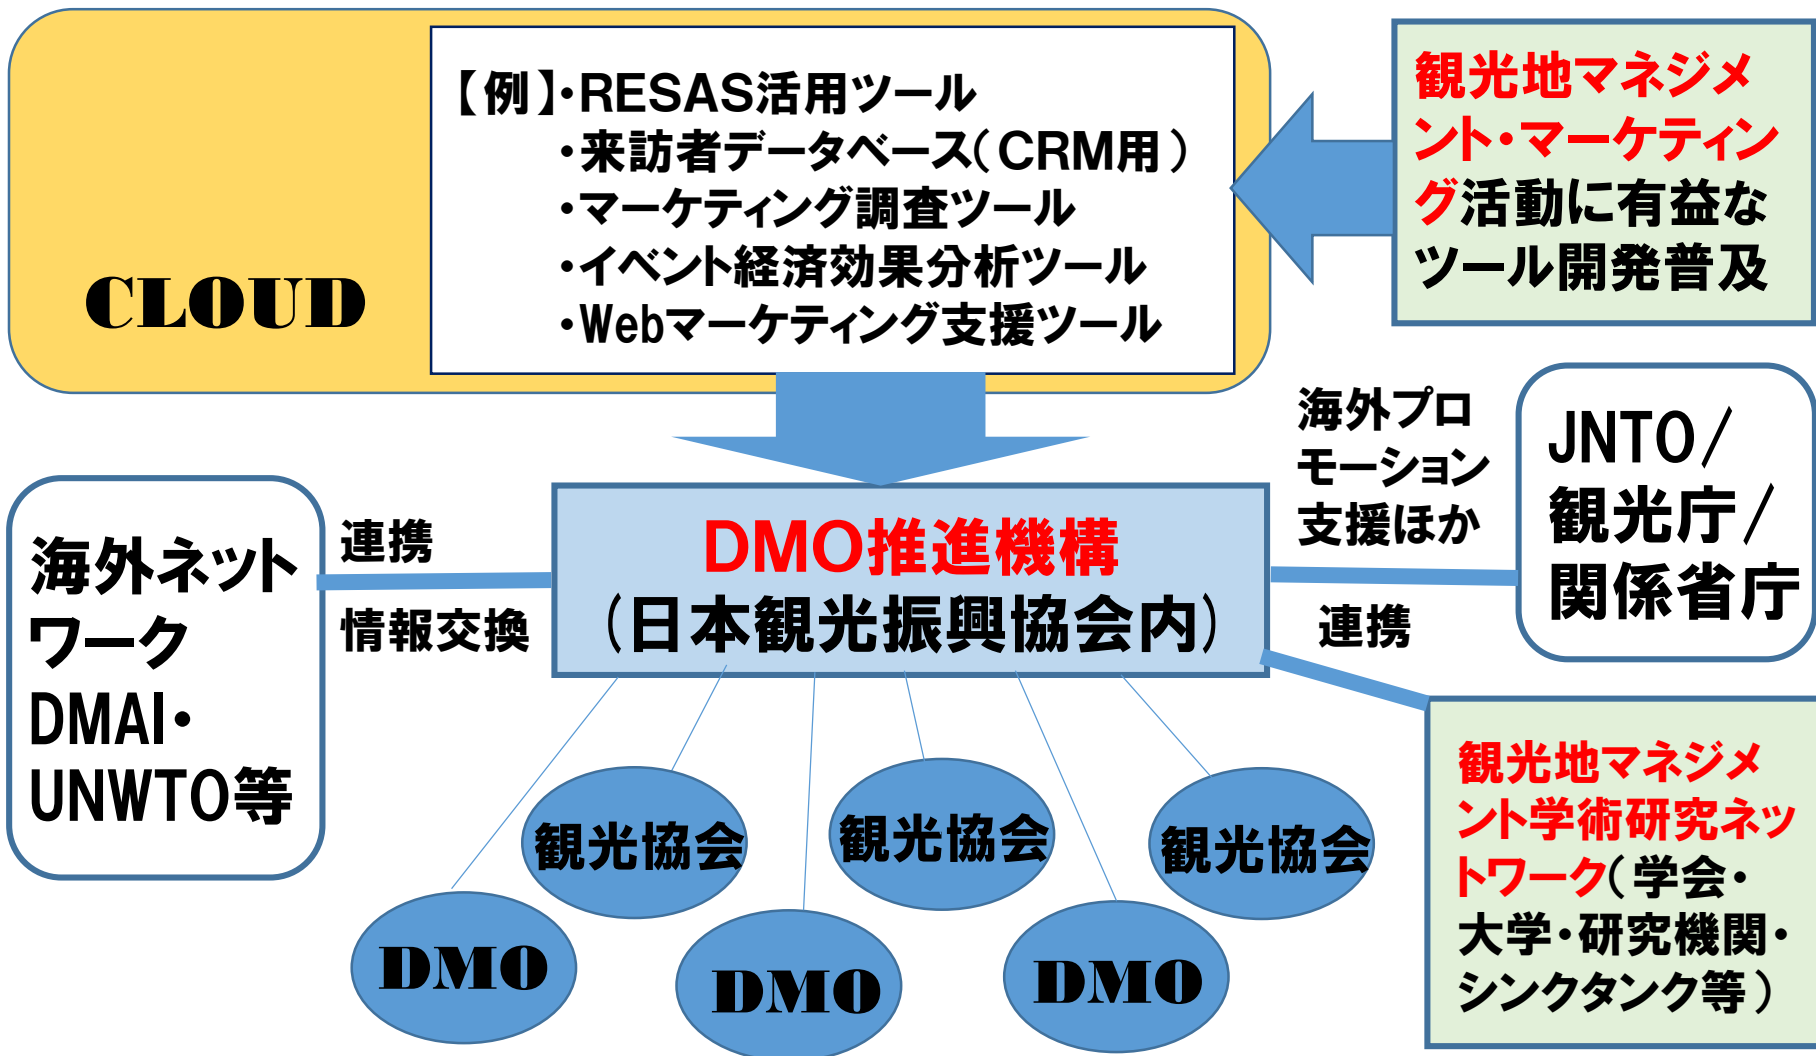 【例】・RESAS活用ツール
・来訪者データベース（CRM用）
・マーケティング調査ツール
・イベント経済効果分析ツール
・Webマーケティング支援ツール
CLOUD
観光地マネジメ
ント・マーケティン
グ活動に有益な
ツール開発普及
海外プロ
モーション
支援ほか
連携
JNTO/
観光庁/
関係省庁
海外ネット
ワーク
DMAI・
UNWTO等
連携
情報交換
DMO推進機構
（日本観光振興協会内）
観光協会
観光協会
観光協会
DMO
DMO
DMO
観光地マネジメ
ント学術研究ネッ
トワーク（学会・
大学・研究機関・
シンクタンク等）